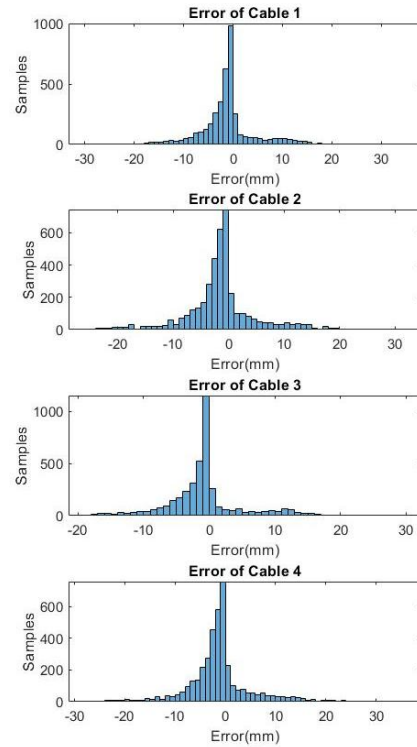 Error of Cable 1
1000
500
0
Samples
-30 -20 -10 0 10 20 30
Error(mm)
Error of Cable 2
600
400
200
0
Samples
-20 -10 0 10 20 30
Error(mm)
Error of Cable 3
1000
500
0
Samples
-20 -10 0 10 20 30
Error(mm)
Error of Cable 4
600
400
200
0
Samples
-30 -20 -10 0 10 20 30
Error(mm)